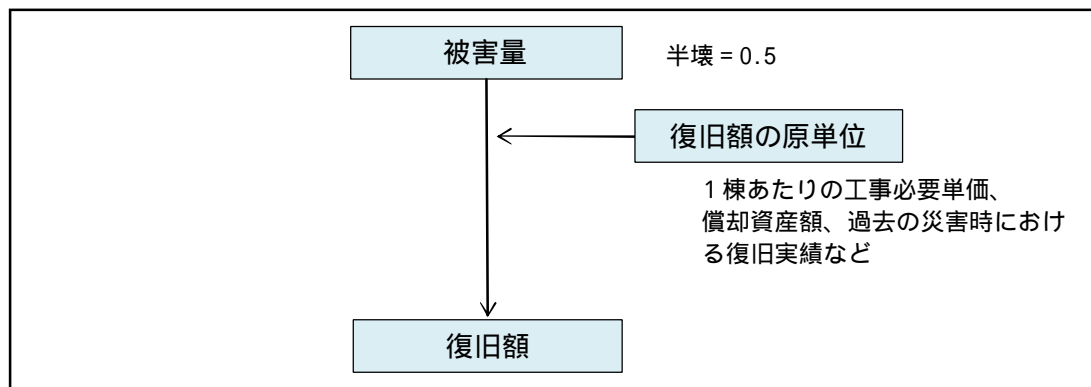 被害量
半壊＝0.5
復旧額の原単位
1棟あたりの工事必要単価、
償却資産額、過去の災害時におけ
る復旧実績など
復旧額